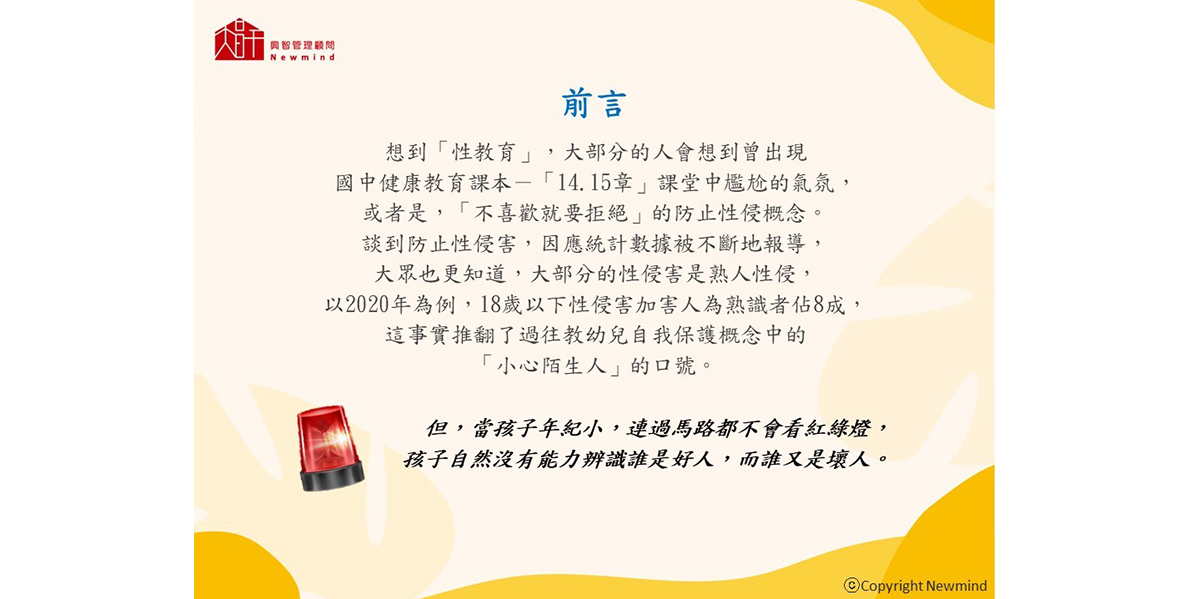 興智管理顧問
Newmind
前言
想到「性教育」，大部分的人會想到曾出現
國中健康教育課本－「14.15章」課堂中尷尬的氣氛，
或者是，「不喜歡就要拒絕」的防止性侵概念。
談到防止性侵害，因應統計數據被不斷地報導，
大眾也更知道，大部分的性侵害是熟人性侵，
以2020年為例，18歲以下性侵害加害人為熟識者佔8成，
這事實推翻了過往教幼兒自我保護概念中的
「小心陌生人」的口號。
但，當孩子年紀小，連過馬路都不會看紅綠燈，
孩子自然沒有能力辨識誰是好人，而誰又是壞人。
©Copyright Newmind